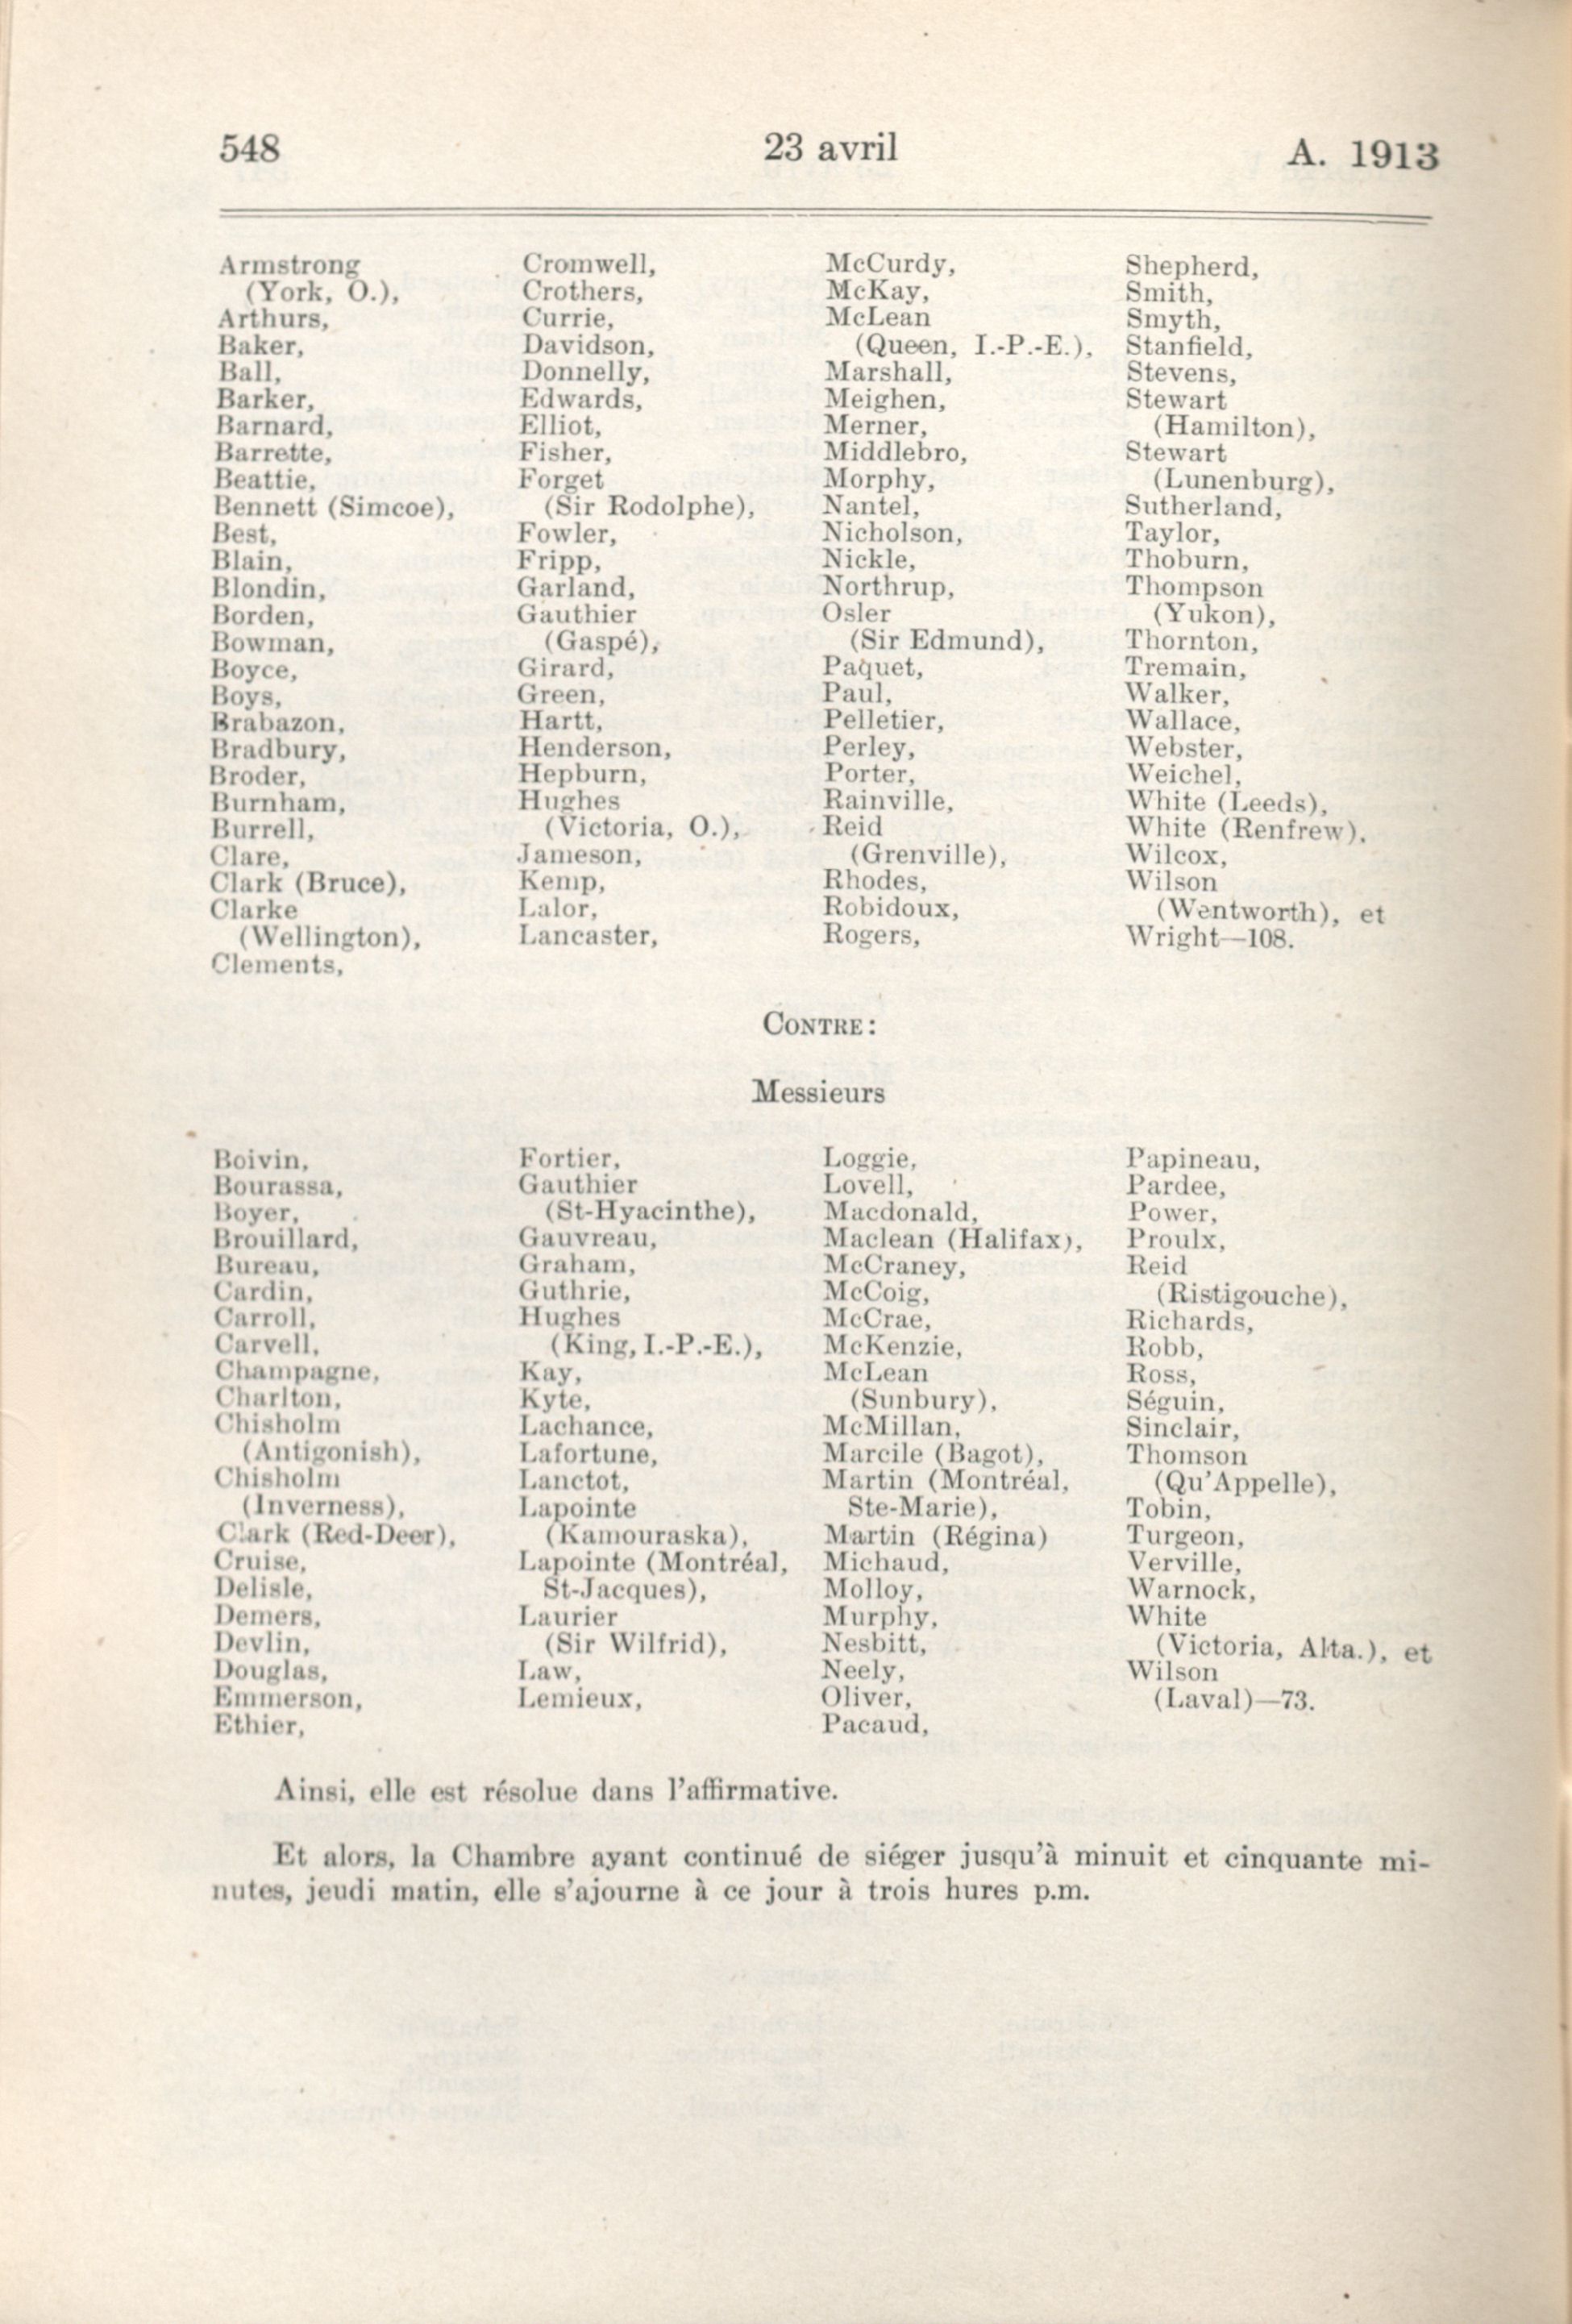 548
23 avril
A. 1913
Armstrong
(York, O.),
Arthurs,
Baker,
Ball,
Barker,
Barnard,
Barrette,
Beattie,
Bennett (Simcoe),
Best,
Blain,
Blondin,
Borden,
Bowman,
Boyce,
Boys,
Brabazon,
Bradbury,
Broder,
Burnham,
Burrell,
Clare,
Clark (Bruce),
Clarke
(Wellington),
Clements,
Cromwell,
Crothers,
Currie,
Davidson,
Donnelly,
Edwards,
Elliot,
Fisher,
Forget
(Sir Rodolphe),
Fowler,
Fripp,
Garland,
Gauthier
(Gaspé),
Girard,
Green,
Hartt,
Henderson,
Hepburn,
Hughes
(Victoria, O.),
Jameson,
Kemp,
Lalor,
Lancaster,
McCurdy,
McKay,
McLean
(Queen, I.-P.-E.),
Marshall,
Meighen,
Merner,
Middlebro,
Morphy,
Nantel,
Nicholson,
Nickle,
Northrup,
Osler
(Sir Edmund),
Paquet,
Paul,
Pelletier,
Perley,
Porter,
Rainville,
Reid
(Grenville),
Rhodes,
Robidoux,
Rogers,
Shepherd,
Smith,
Smyth,
Stanfield,
Stevens,
Stewart
(Hamilton),
Stewart
(Lunenburg),
Sutherland,
Taylor,
Thoburn,
Thompson
(Yukon),
Thornton,
Tremain,
Walker,
Wallace,
Webster,
Weichel,
White (Leeds),
White (Renfrew),
Wilcox,
Wilson
(Wentworth), et
Wright—108.
CONTRE:
Messieurs
Boivin,
Bourassa,
Boyer,
Brouillard,
Bureau,
Cardin,
Carroll,
Carvell,
Champagne,
Charlton,
Chisholm
(Antigonish),
Chisholm
(Inverness),
Clark (Red-Deer),
Cruise,
Delisle,
Demers,
Devlin,
Douglas,
Emmerson,
Ethier,
Fortier,
Gauthier
(St-Hyacinthe),
Gauvreau,
Graham,
Guthrie,
Hughes
(King, I.-P.-E.),
Kay,
Kyte,
Lachance,
Lafortune,
Lanctot,
Lapointe
(Kamouraska),
Lapointe (Montréal,
St-Jacques),
Laurier
(Sir Wilfrid),
Law,
Lemieux,
Loggie,
Lovell,
Macdonald,
Maclean (Halifax),
McCraney,
McCoig,
McCrae,
McKenzie,
McLean
(Sunbury),
McMillan,
Marcile (Bagot),
Martin (Montréal,
Ste-Marie),
Martin (Régina)
Michaud,
Molloy,
Murphy,
Nesbitt,
Neely,
Oliver,
Pacaud,
Papineau,
Pardee,
Power,
Proulx,
Reid
(Ristigouche),
Richards,
Robb,
Ross,
Séguin,
Sinclair,
Thomson
(Qu'Appelle),
Tobin,
Turgeon,
Verville,
Warnock,
White
(Victoria, Alta.), et
Wilson
(Laval)—73.
Ainsi, elle est résolue dans l'affirmative.
Et alors, la Chambre ayant continué de siéger jusqu'à minuit et cinquante mi-
nutes, jeudi matin, elle s'ajourne à ce jour à trois hures p.m.